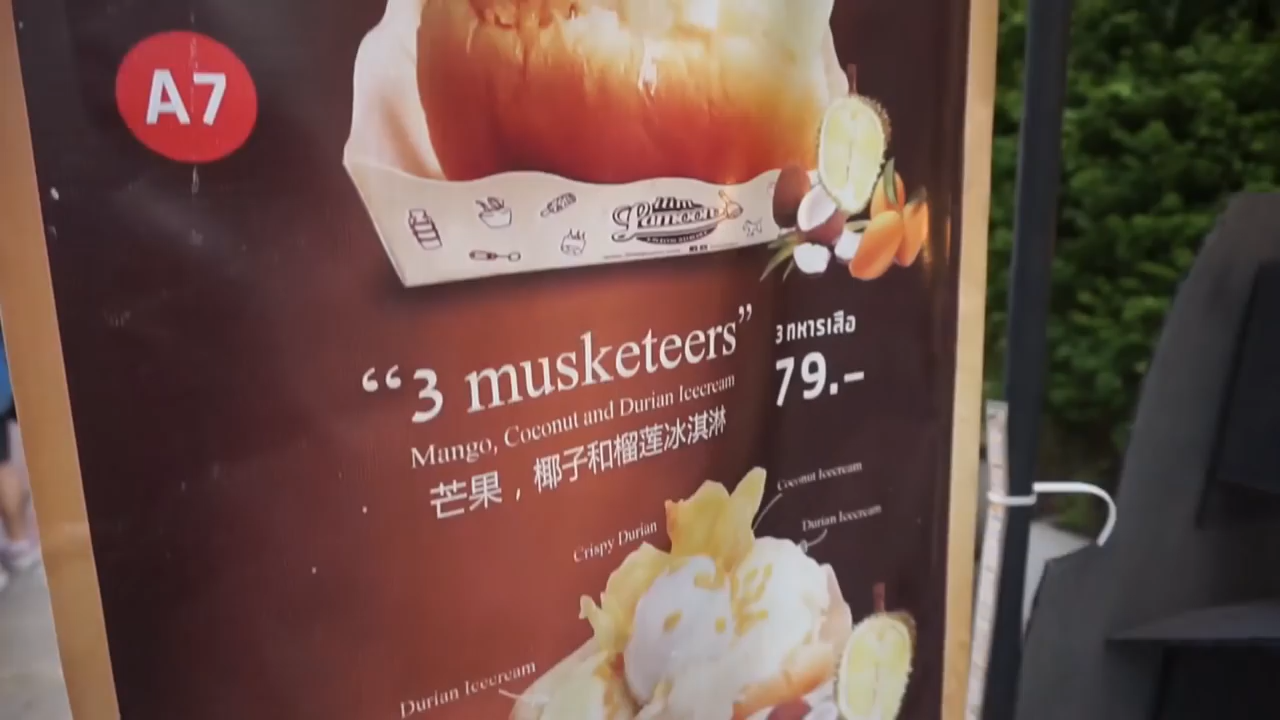 A7
Lamoon
“3 musketeers”
3 ทหารเสือ
79.-
Mango, Coconut and Durian Icecream
芒果，椰子和榴莲冰淇淋
Coconut Icecream
Durian Icecream
Crispy Durian
Durian Icecream